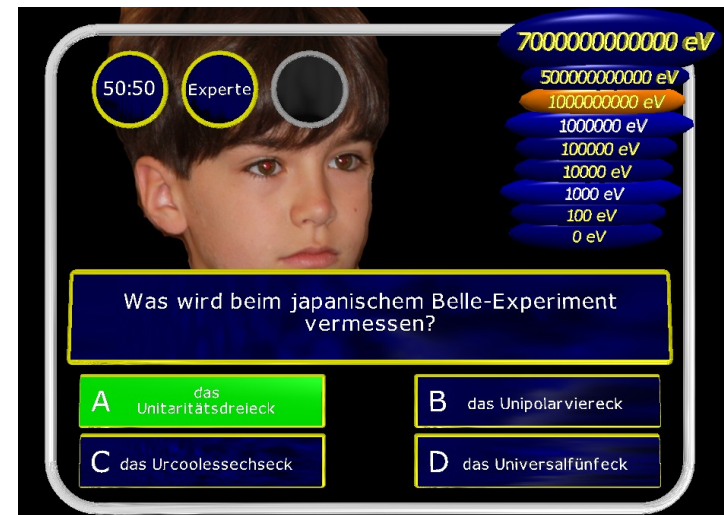 7000000000000 eV
50:50
Experte
500000000000 eV
1000000000 eV
1000000 eV
100000 eV
10000 eV
1000 eV
100 eV
0 eV
Was wird beim japanischem Belle-Experiment
vermessen?
A das
Unitaritätsdreieck
B das Unipolarviereck
C das Urcoolessechseck
D das Universalfünfeck